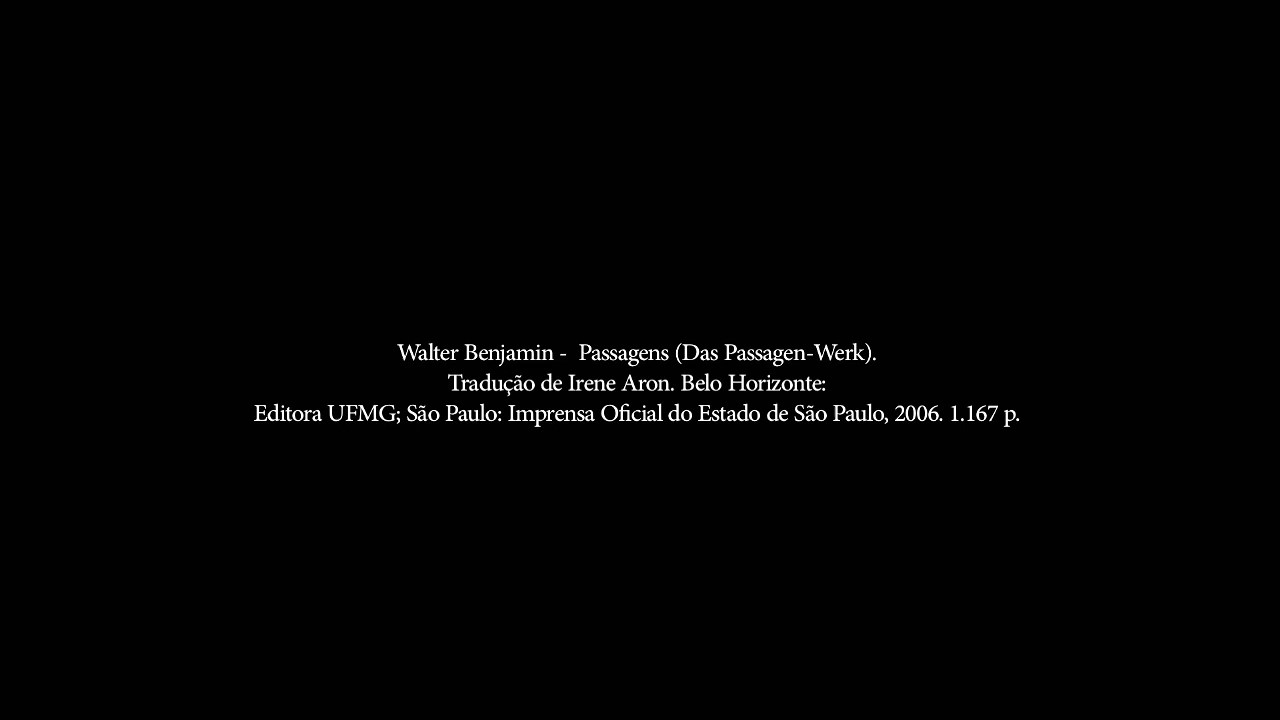 Walter Benjamin -  Passagens (Das Passagen-Werk).
Tradução de Irene Aron. Belo Horizonte:
Editora UFMG; São Paulo: Imprensa Oficial do Estado de São Paulo, 2006. 1.167 p.